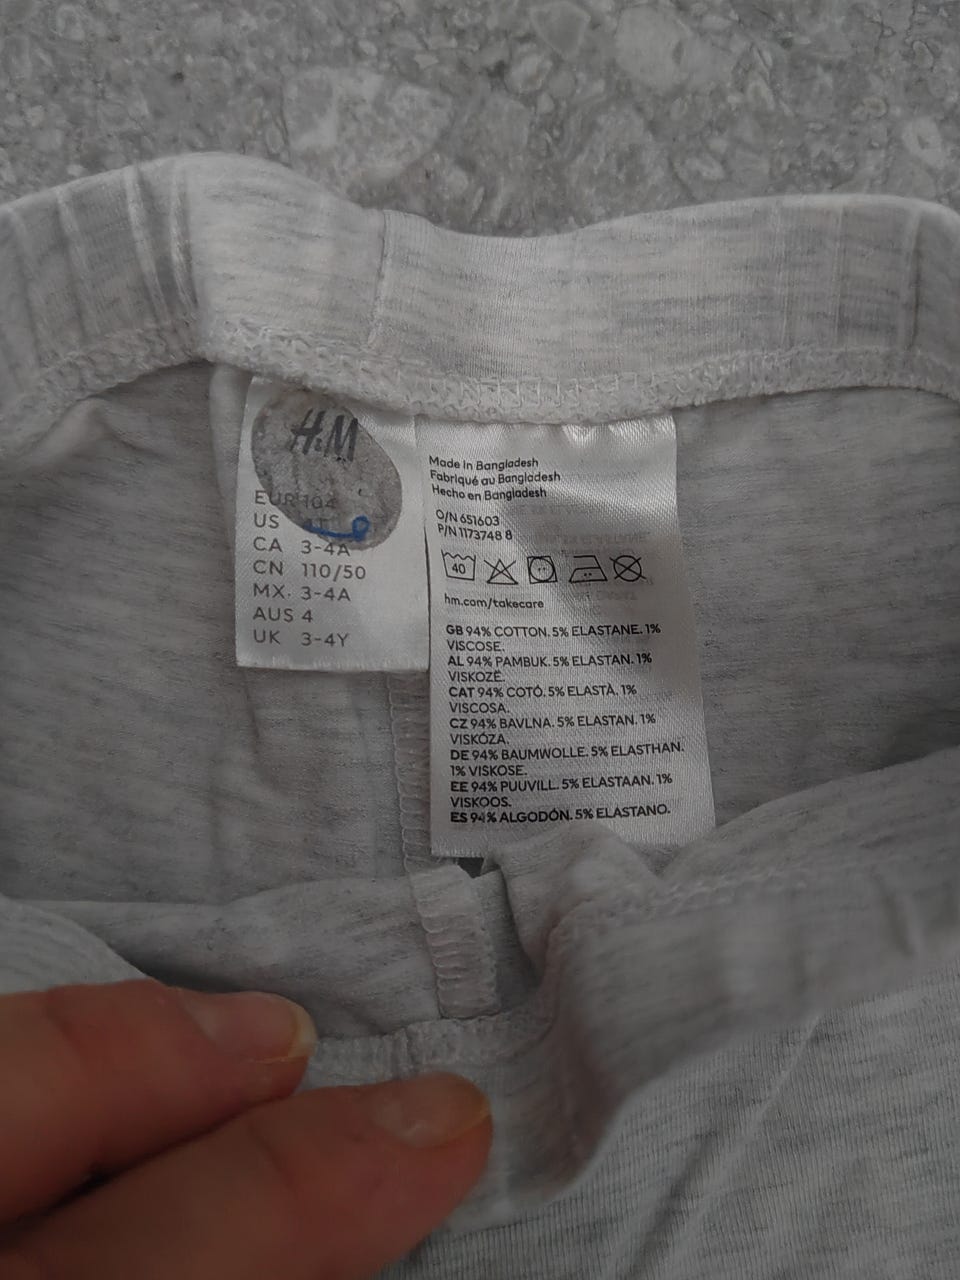 H&M
EUR 104
US 4T
CA 3-4A
CN 110/50
MX. 3-4A
AUS 4
UK 3-4Y
Made in Bangladesh
Fabriqué au Bangladesh
Hecho en Bangladesh
O/N 651603
P/N 1173748 8
40
hm.com/takecare
GB 94% COTTON. 5% ELASTANE. 1%
VISCOSE.
AL 94% PAMBUK. 5% ELASTAN. 1%
VISKOZË.
CAT 94% COTÓ. 5% ELASTÀ. 1%
VISCOSA.
CZ 94% BAVLNA. 5% ELASTAN. 1%
VISKÓZA.
DE 94% BAUMWOLLE. 5% ELASTHAN.
1% VISKOSE.
EE 94% PUUVILL. 5% ELASTAAN. 1%
VISKOOS.
ES 94% ALGODÓN. 5% ELASTANO.